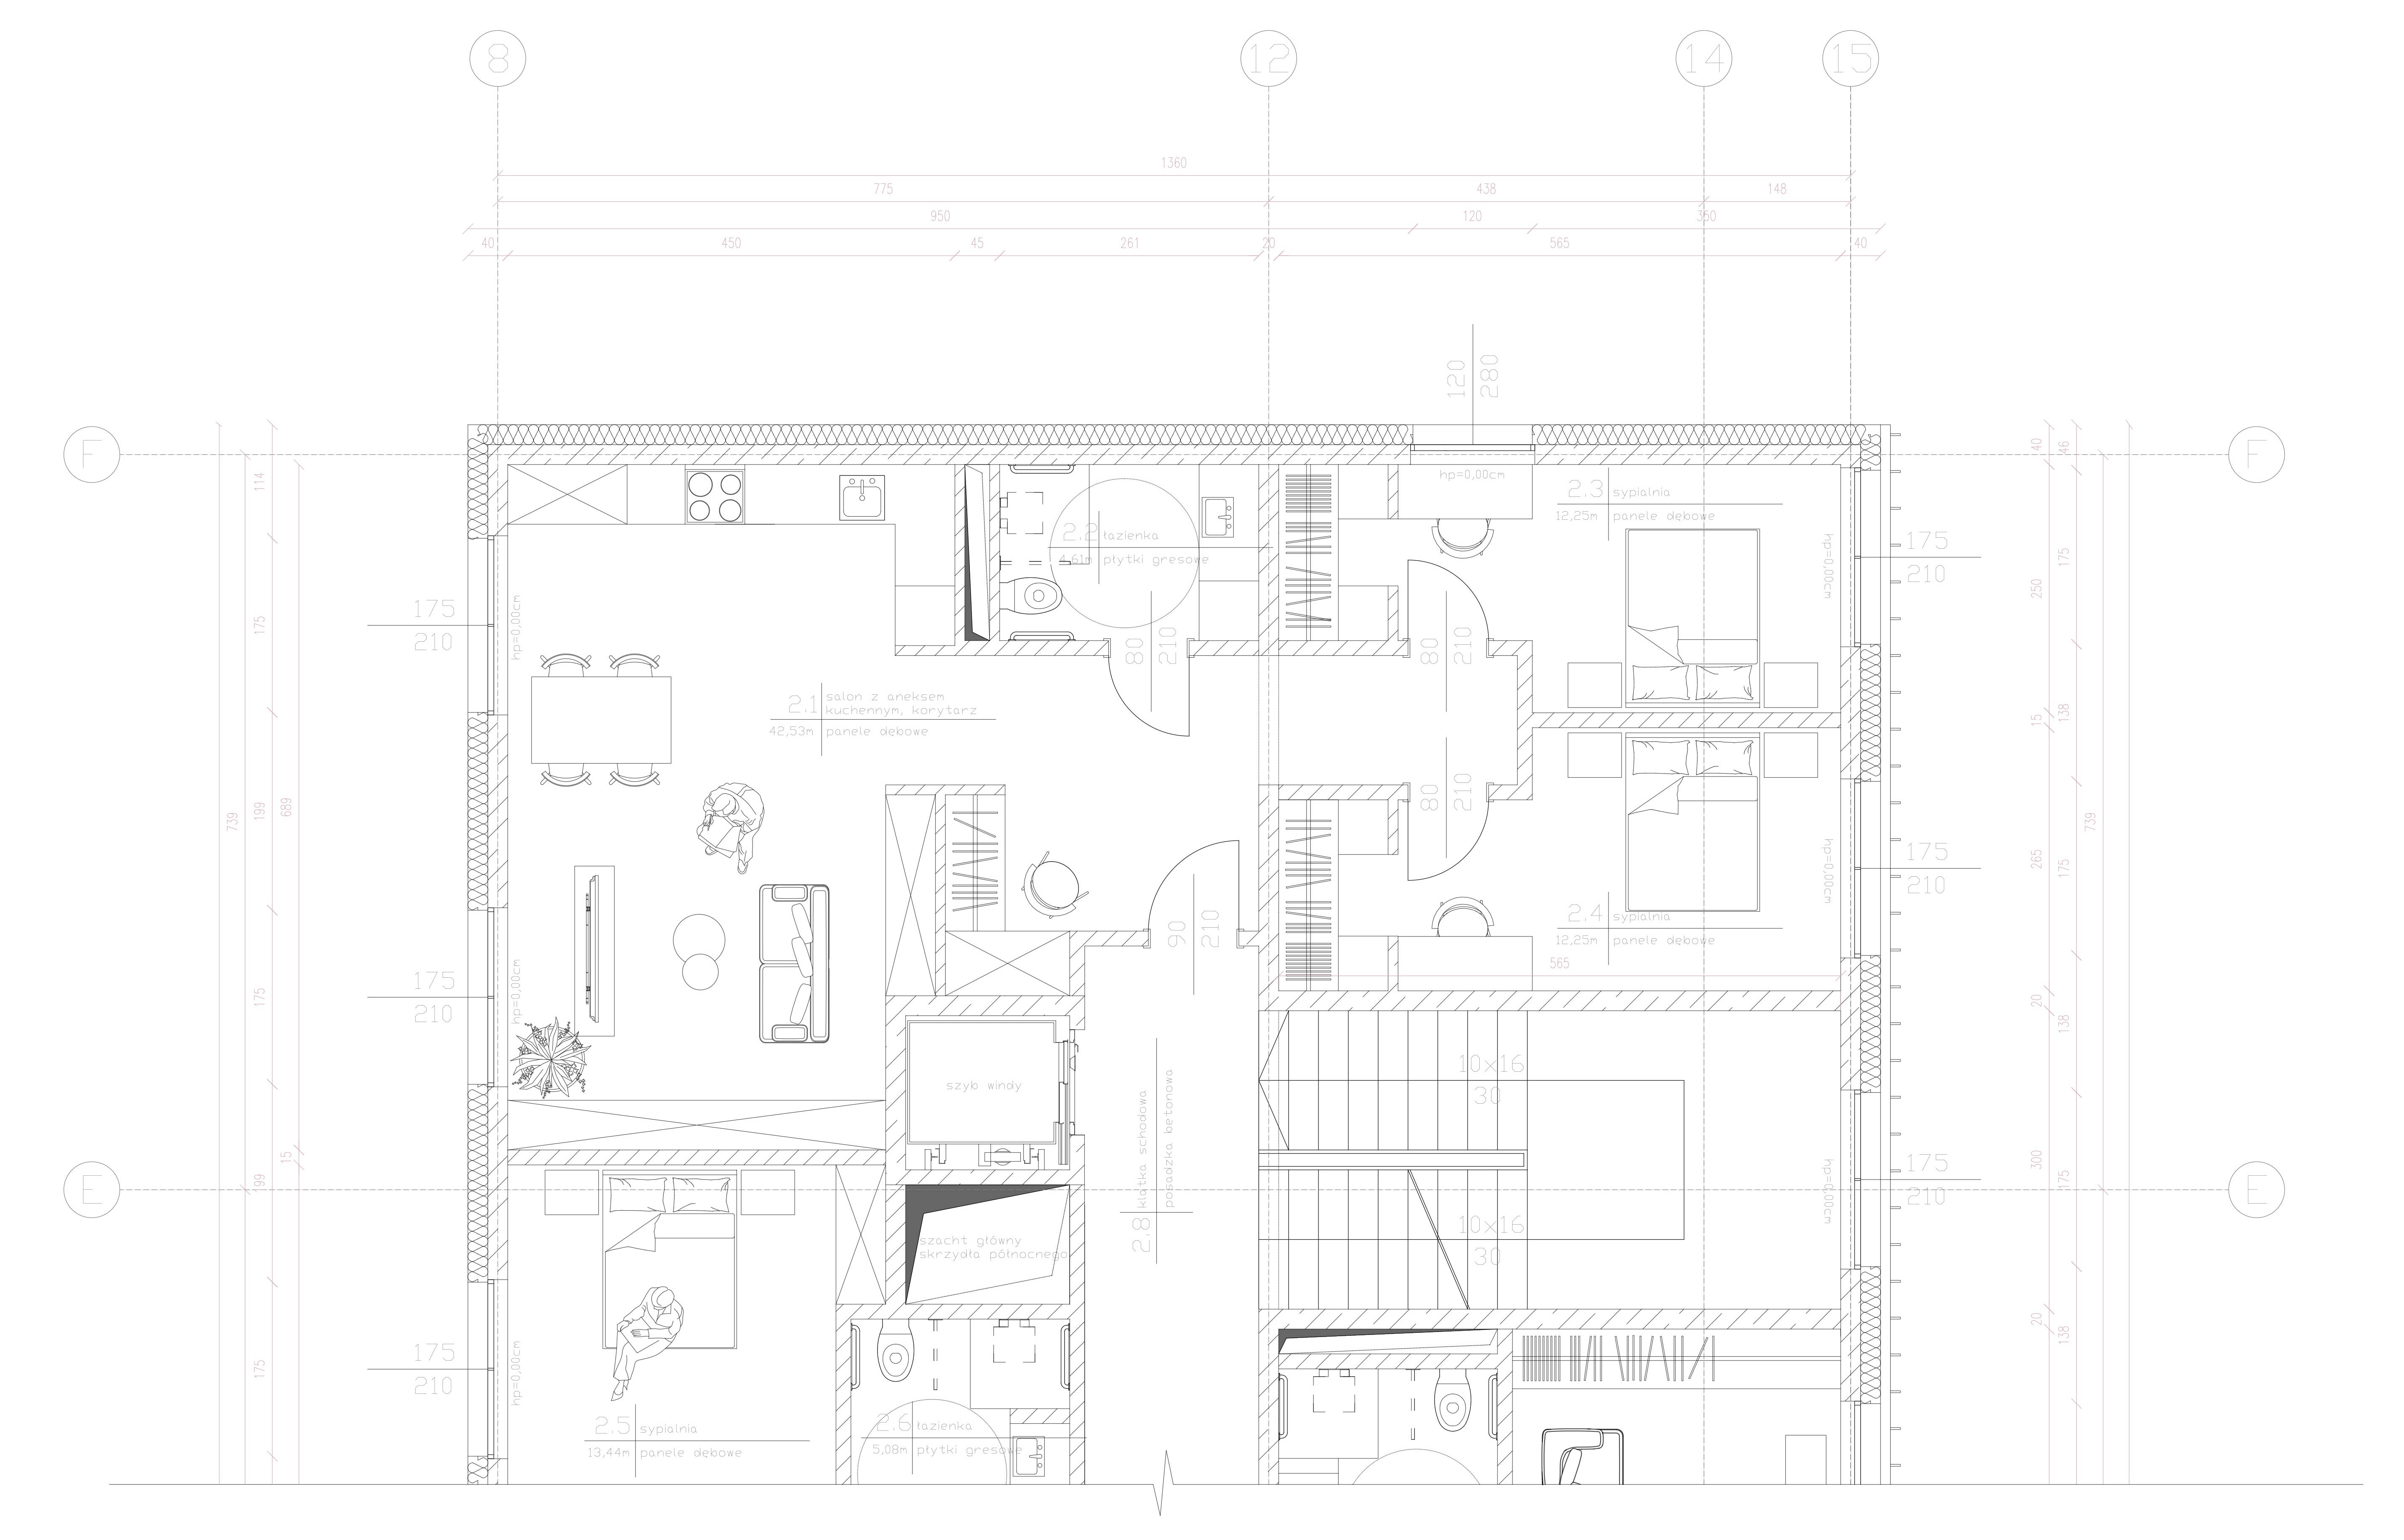 8
12
14
15
1360
775
438
148
950
120
360
40
450
45
261
20
565
40
120
280
F
F
hp=0,00cm
2.3 sypialnia
12,25m panele dębowe
2.2 łazienka
4,61m płytki gresowe
175
210
hp=0,00cm
175
210
hp=0,00cm
80
210
80
210
2.1 salon z aneksem
kuchennym, korytarz
42,53m panele dębowe
80
210
175
210
hp=0,00cm
2.4 sypialnia
12,25m panele dębowe
90
210
565
175
210
hp=0,00cm
szyb windy
10x16
30
2.8 klatka schodowa
posadzka betonowa
175
210
hp=0,00cm
E
E
10x16
30
szacht główny
skrzydła północnego
175
210
hp=0,00cm
2.5 sypialnia
13,44m panele dębowe
2.6 łazienka
5,08m płytki gresowe
739
114
175
199
175
99
175
689
15
40
250
15
265
20
300
20
46
175
138
175
138
175
138
739